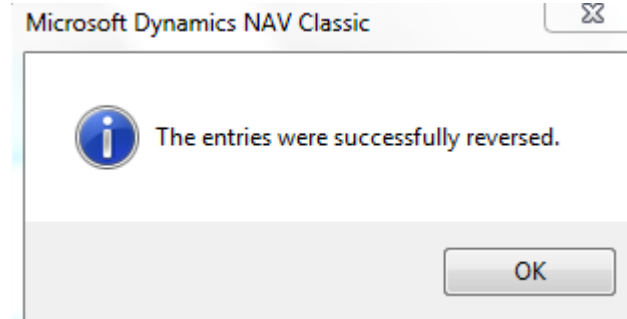 Microsoft Dynamics NAV Classic
The entries were successfully reversed.
OK